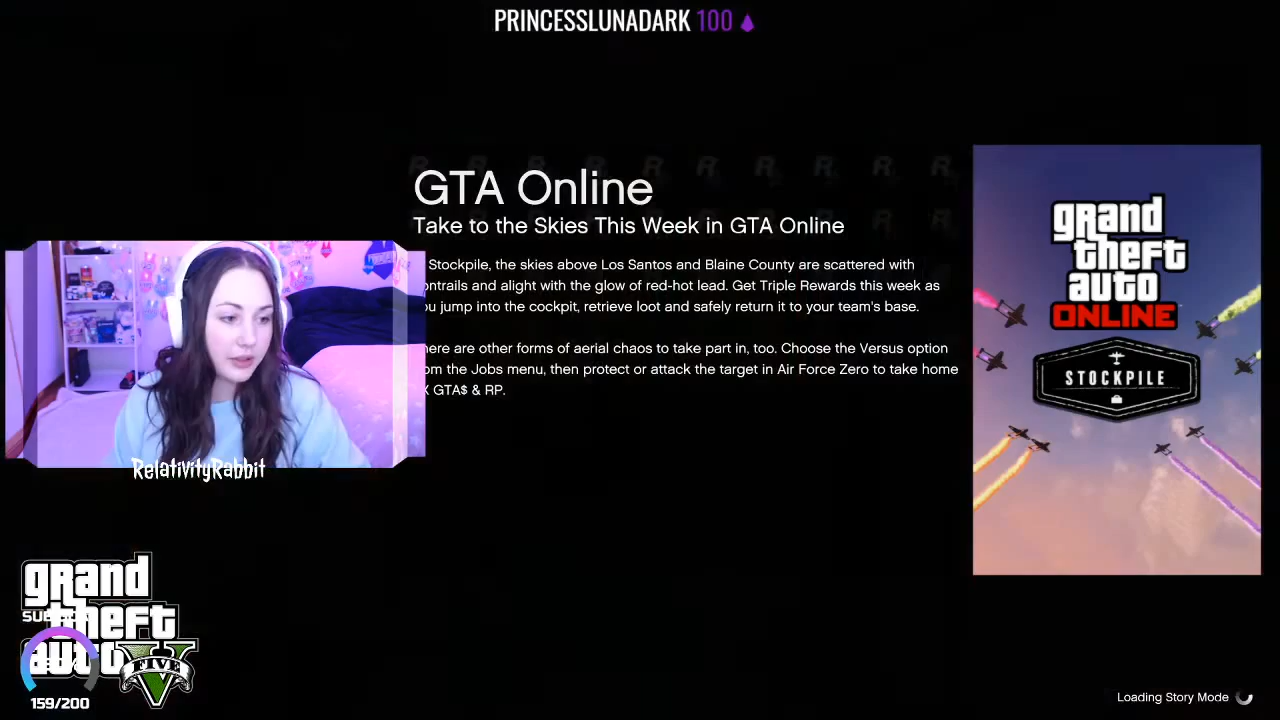 PRINCESSLUNADARK 100
GTA Online
Take to the Skies This Week in GTA Online
Stockpile, the skies above Los Santos and Blaine County are scattered with
ontrails and alight with the glow of red-hot lead. Get Triple Rewards this week as
ou jump into the cockpit, retrieve loot and safely return it to your team's base.
here are other forms of aerial chaos to take part in, too. Choose the Versus option
om the Jobs menu, then protect or attack the target in Air Force Zero to take home
X GTA$ & RP.
grand
theft
auto
ONLINE
STOCKPILE
RelativityRabbit
grand
theft
auto
V
FIVE
159/200
Loading Story Mode